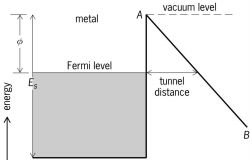 metal
A
vacuum level
ϕ
Fermi level
E_s
tunnel
distance
energy
B